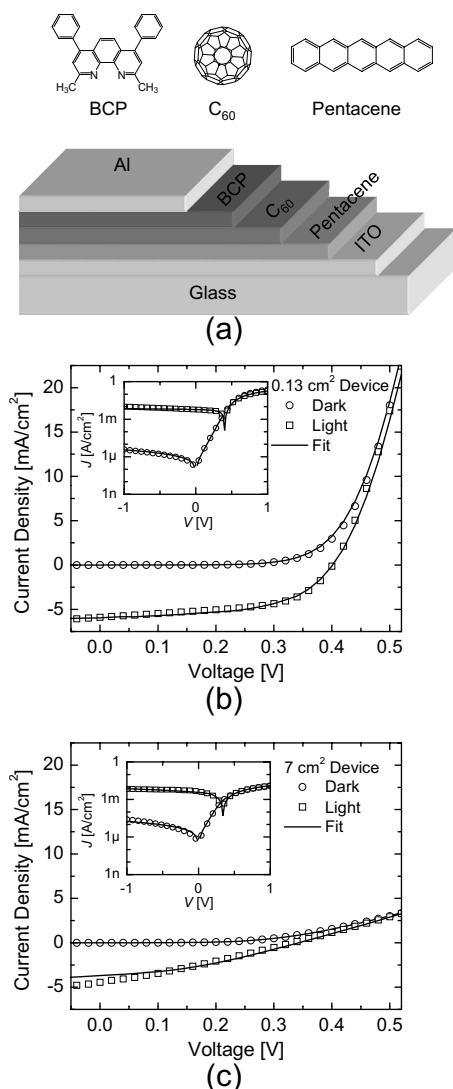 CH₃
CH₃
N
N
BCP
C₆₀
Pentacene
Al
BCP
C₆₀
Pentacene
ITO
Glass
(a)
Current Density [mA/cm²]
20
15
10
5
0
-5
0.0
0.1
0.2
0.3
0.4
0.5
Voltage [V]
J [A/cm²]
1
1m
1µ
1n
-1
0
1
V [V]
0.13 cm² Device
Dark
Light
Fit
(b)
Current Density [mA/cm²]
20
15
10
5
0
-5
0.0
0.1
0.2
0.3
0.4
0.5
Voltage [V]
J [A/cm²]
1
1m
1µ
1n
-1
0
1
V [V]
7 cm² Device
Dark
Light
Fit
(c)